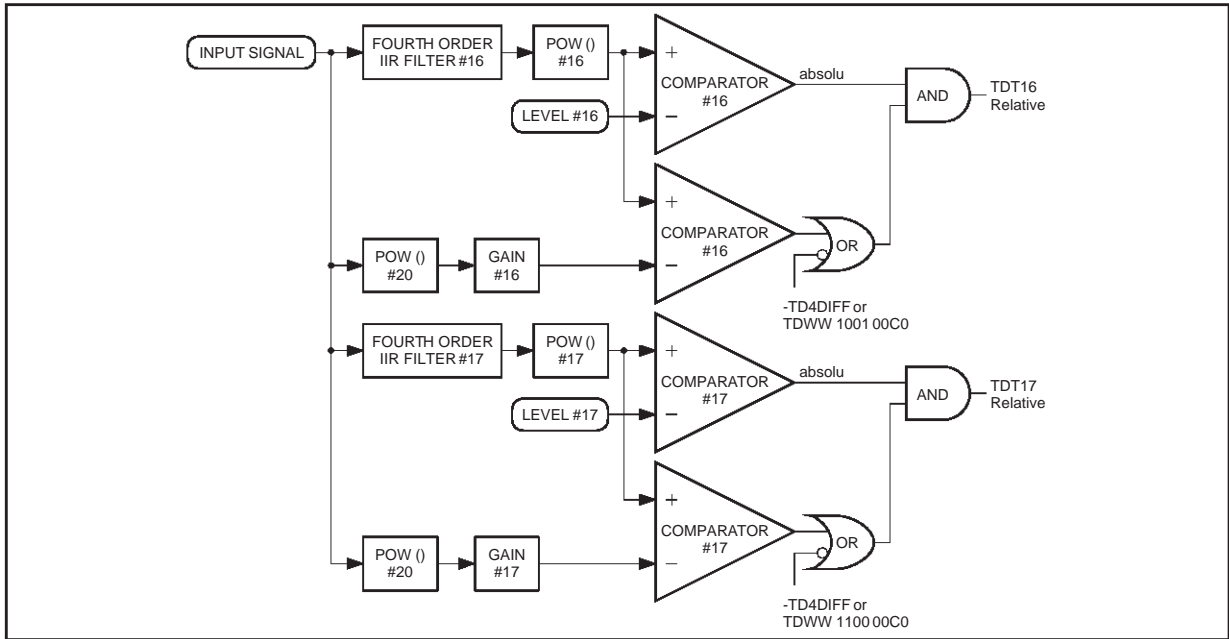 INPUT SIGNAL
FOURTH ORDER
IIR FILTER #16
POW ()
#16
LEVEL #16
+
COMPARATOR
#16
−
absolu
AND
TDT16
Relative
POW ()
#20
GAIN
#16
+
COMPARATOR
#16
−
OR
-TD4DIFF or
TDWW 1001 00C0
FOURTH ORDER
IIR FILTER #17
POW ()
#17
LEVEL #17
+
COMPARATOR
#17
−
absolu
AND
TDT17
Relative
POW ()
#20
GAIN
#17
+
COMPARATOR
#17
−
OR
-TD4DIFF or
TDWW 1100 00C0